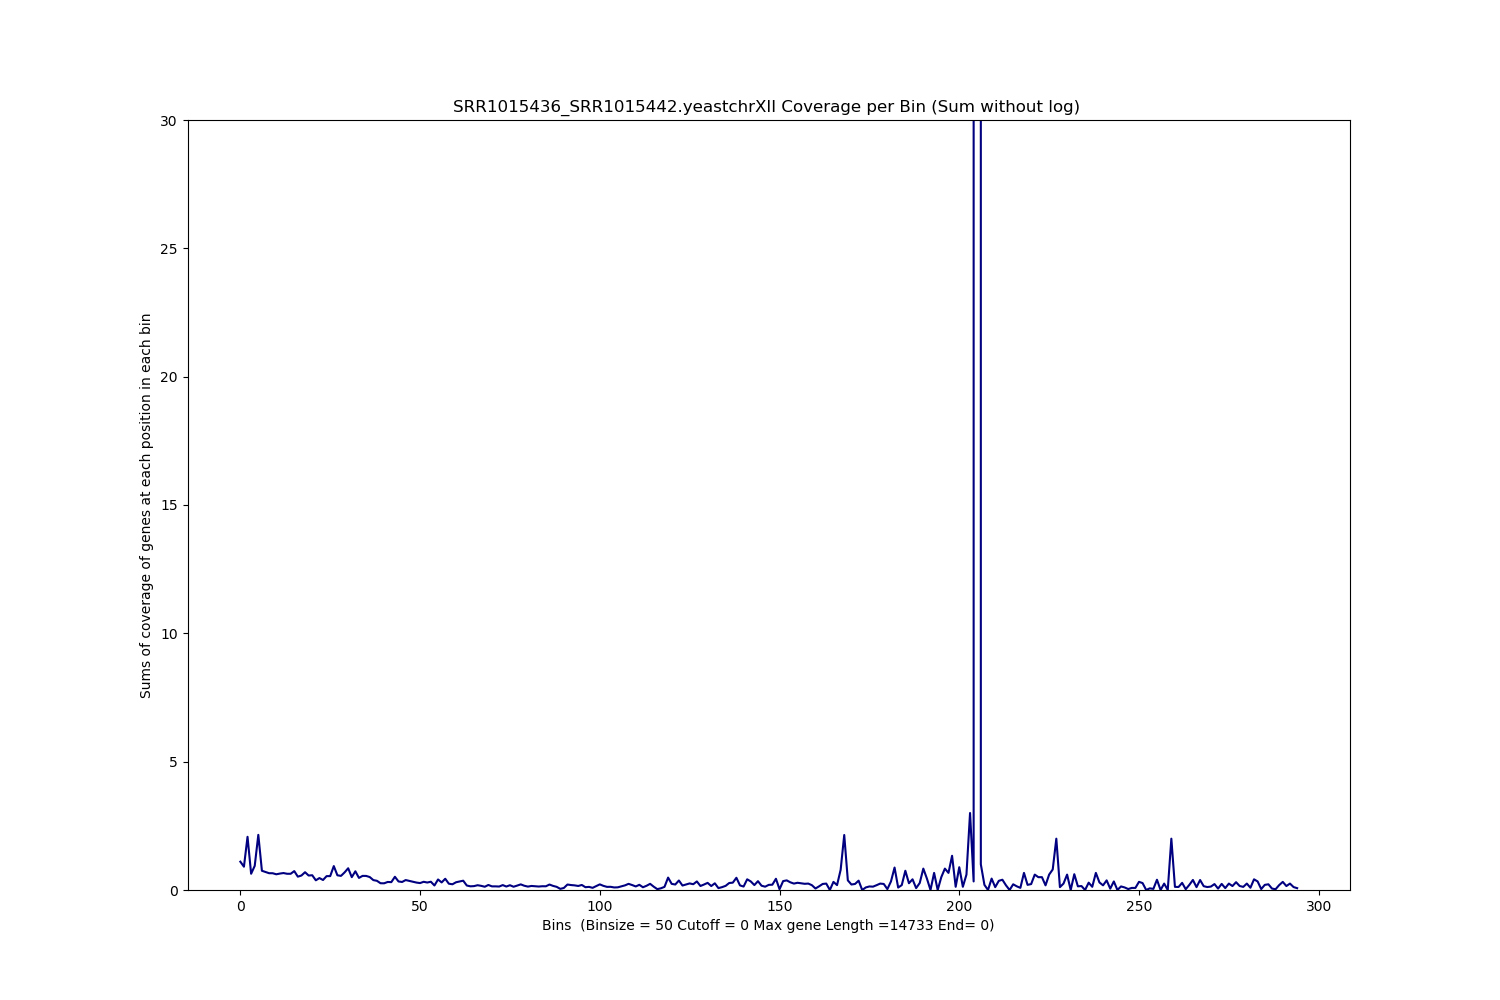 SRR1015436_SRR1015442.yeastchrXII Coverage per Bin (Sum without log)
Sums of coverage of genes at each position in each bin
30
25
20
15
10
5
0
0 50 100 150 200 250 300
Bins (Binsize = 50 Cutoff = 0 Max gene Length =14733 End= 0)